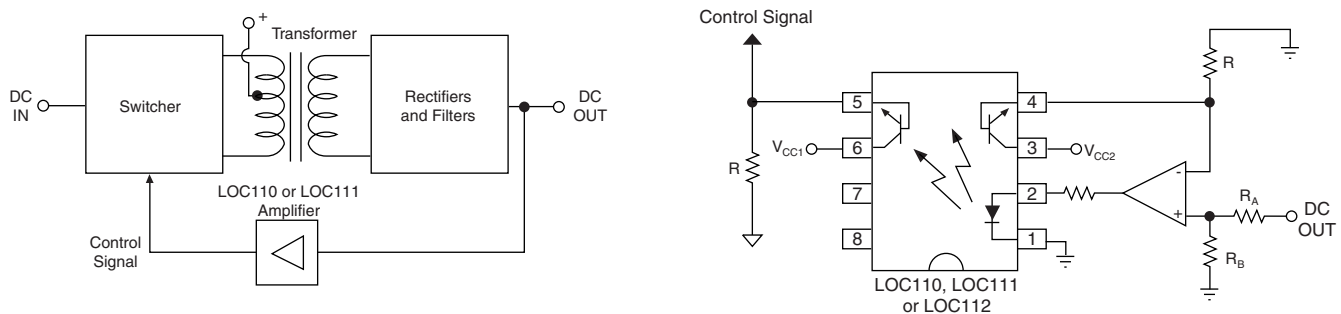 +
Transformer
DC
IN
Switcher
Rectifiers
and Filters
DC
OUT
LOC110 or LOC111
Amplifier
Control
Signal
Control Signal
R
5
4
VCC1
6
3
VCC2
R
7
2
-
+
RA
DC
OUT
8
1
RB
LOC110, LOC111
or LOC112